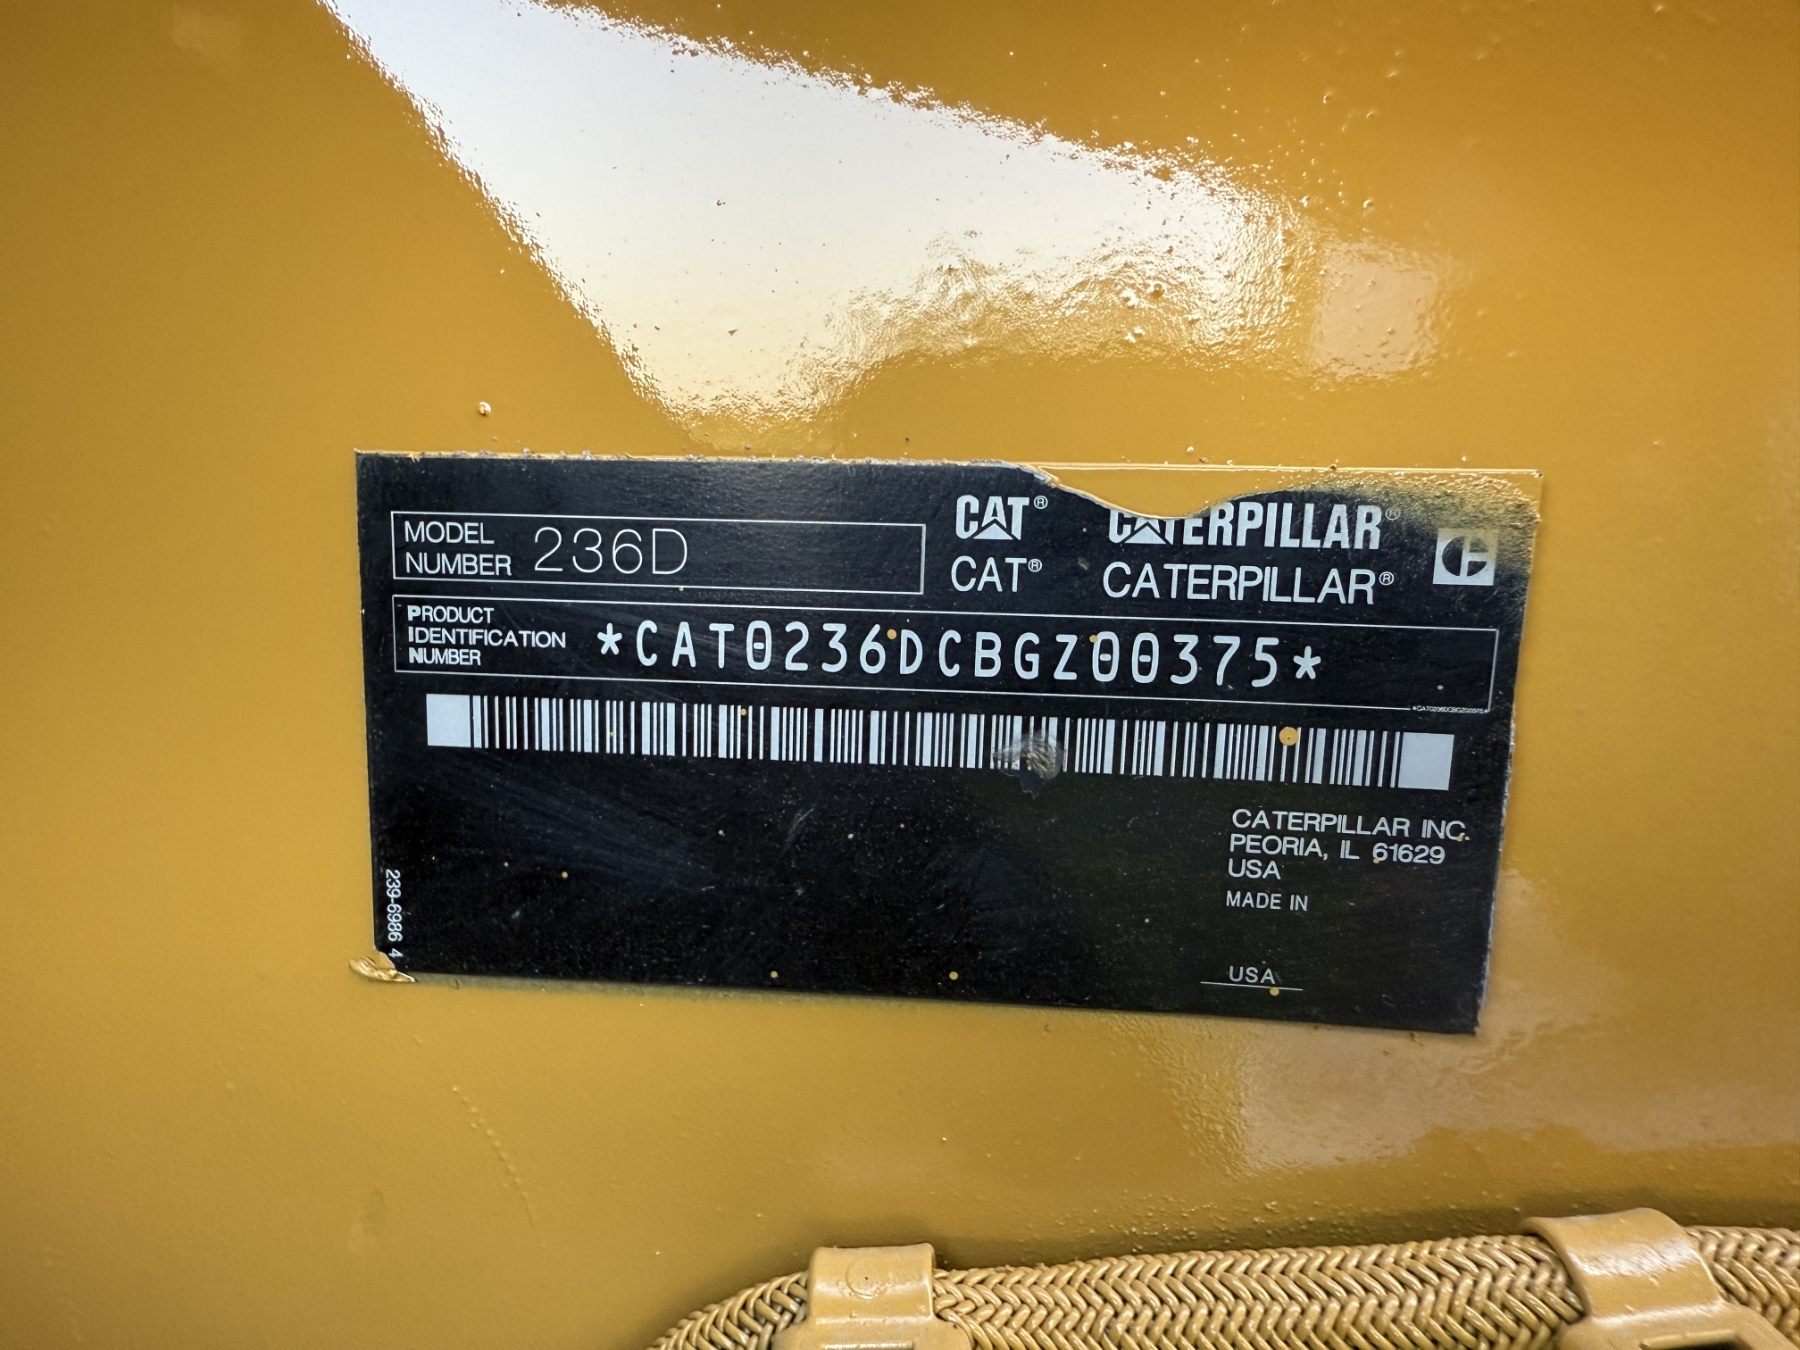 MODEL NUMBER 236D
CAT® CATERPILLAR®
CAT® CATERPILLAR®
PRODUCT IDENTIFICATION NUMBER *CAT0236DCBGZ00375*
*CAT0236DCBGZ00375*
CATERPILLAR INC.
PEORIA, IL 61629
USA
MADE IN
USA
239-6986 4